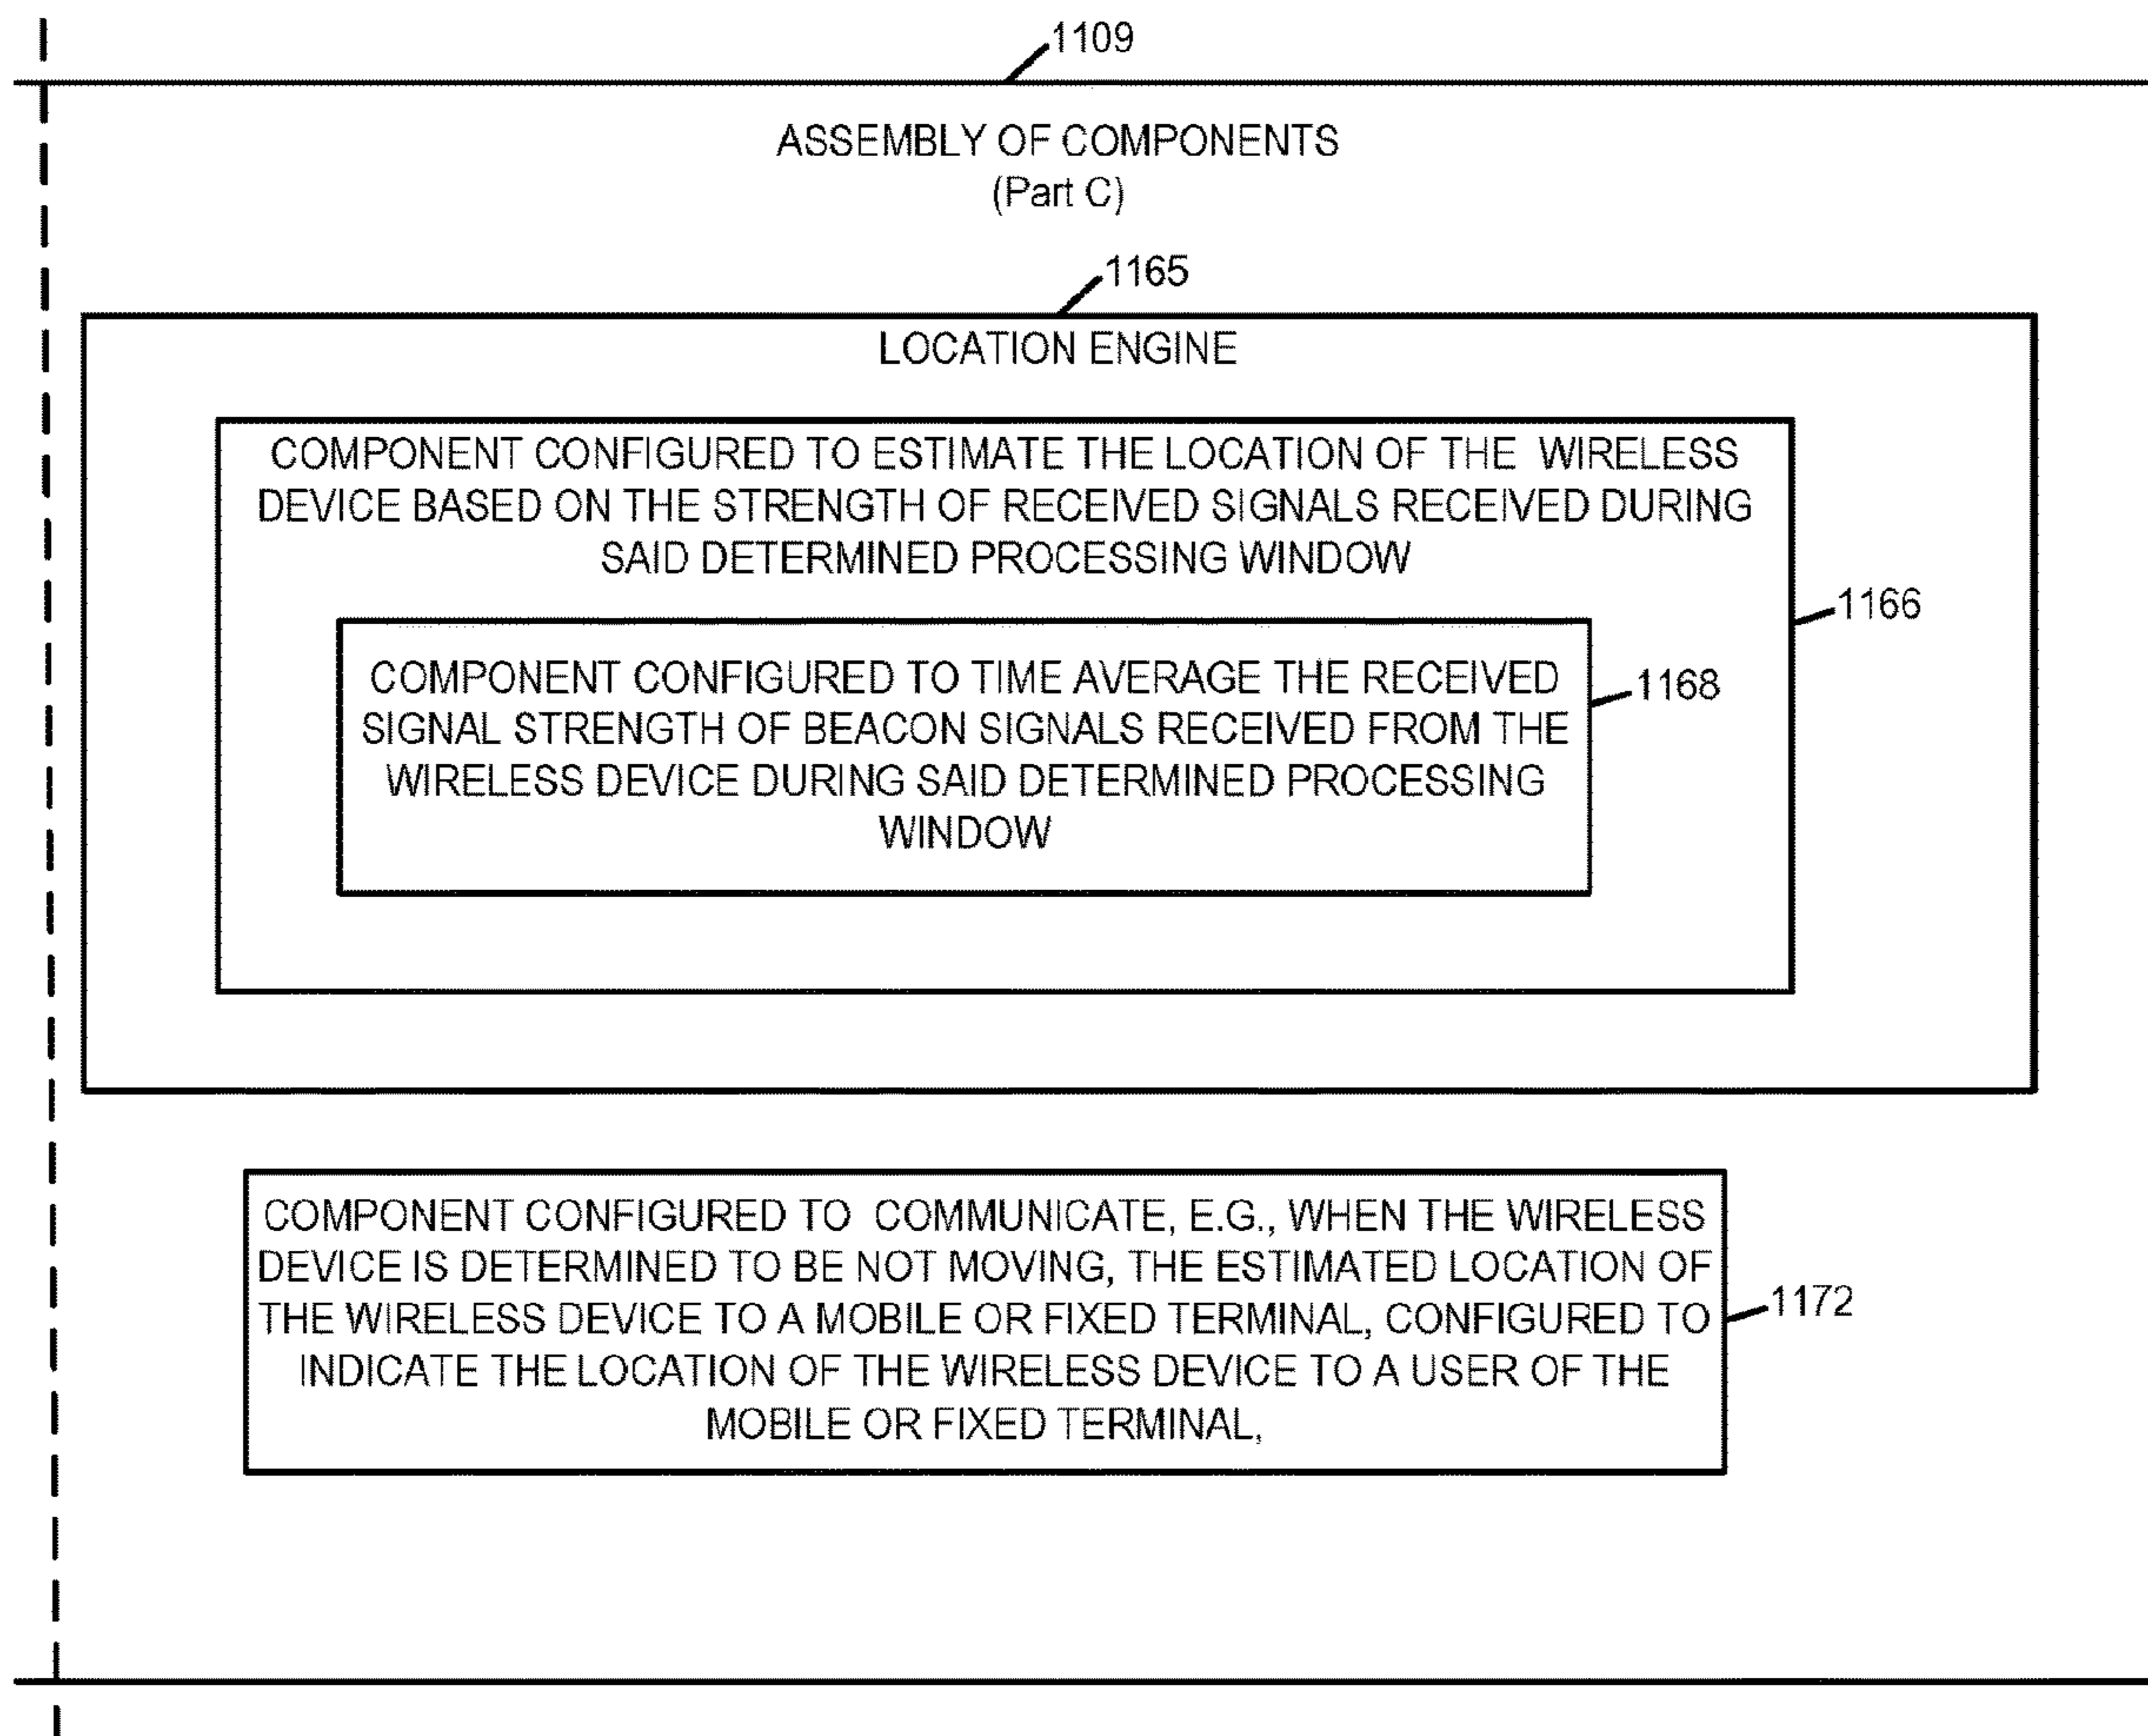 1109
ASSEMBLY OF COMPONENTS
(Part C)
1165
LOCATION ENGINE
COMPONENT CONFIGURED TO ESTIMATE THE LOCATION OF THE WIRELESS
DEVICE BASED ON THE STRENGTH OF RECEIVED SIGNALS RECEIVED DURING
SAID DETERMINED PROCESSING WINDOW
1166
COMPONENT CONFIGURED TO TIME AVERAGE THE RECEIVED
SIGNAL STRENGTH OF BEACON SIGNALS RECEIVED FROM THE
WIRELESS DEVICE DURING SAID DETERMINED PROCESSING
WINDOW
1168
COMPONENT CONFIGURED TO COMMUNICATE, E.G., WHEN THE WIRELESS
DEVICE IS DETERMINED TO BE NOT MOVING, THE ESTIMATED LOCATION OF
THE WIRELESS DEVICE TO A MOBILE OR FIXED TERMINAL, CONFIGURED TO
INDICATE THE LOCATION OF THE WIRELESS DEVICE TO A USER OF THE
MOBILE OR FIXED TERMINAL,
1172